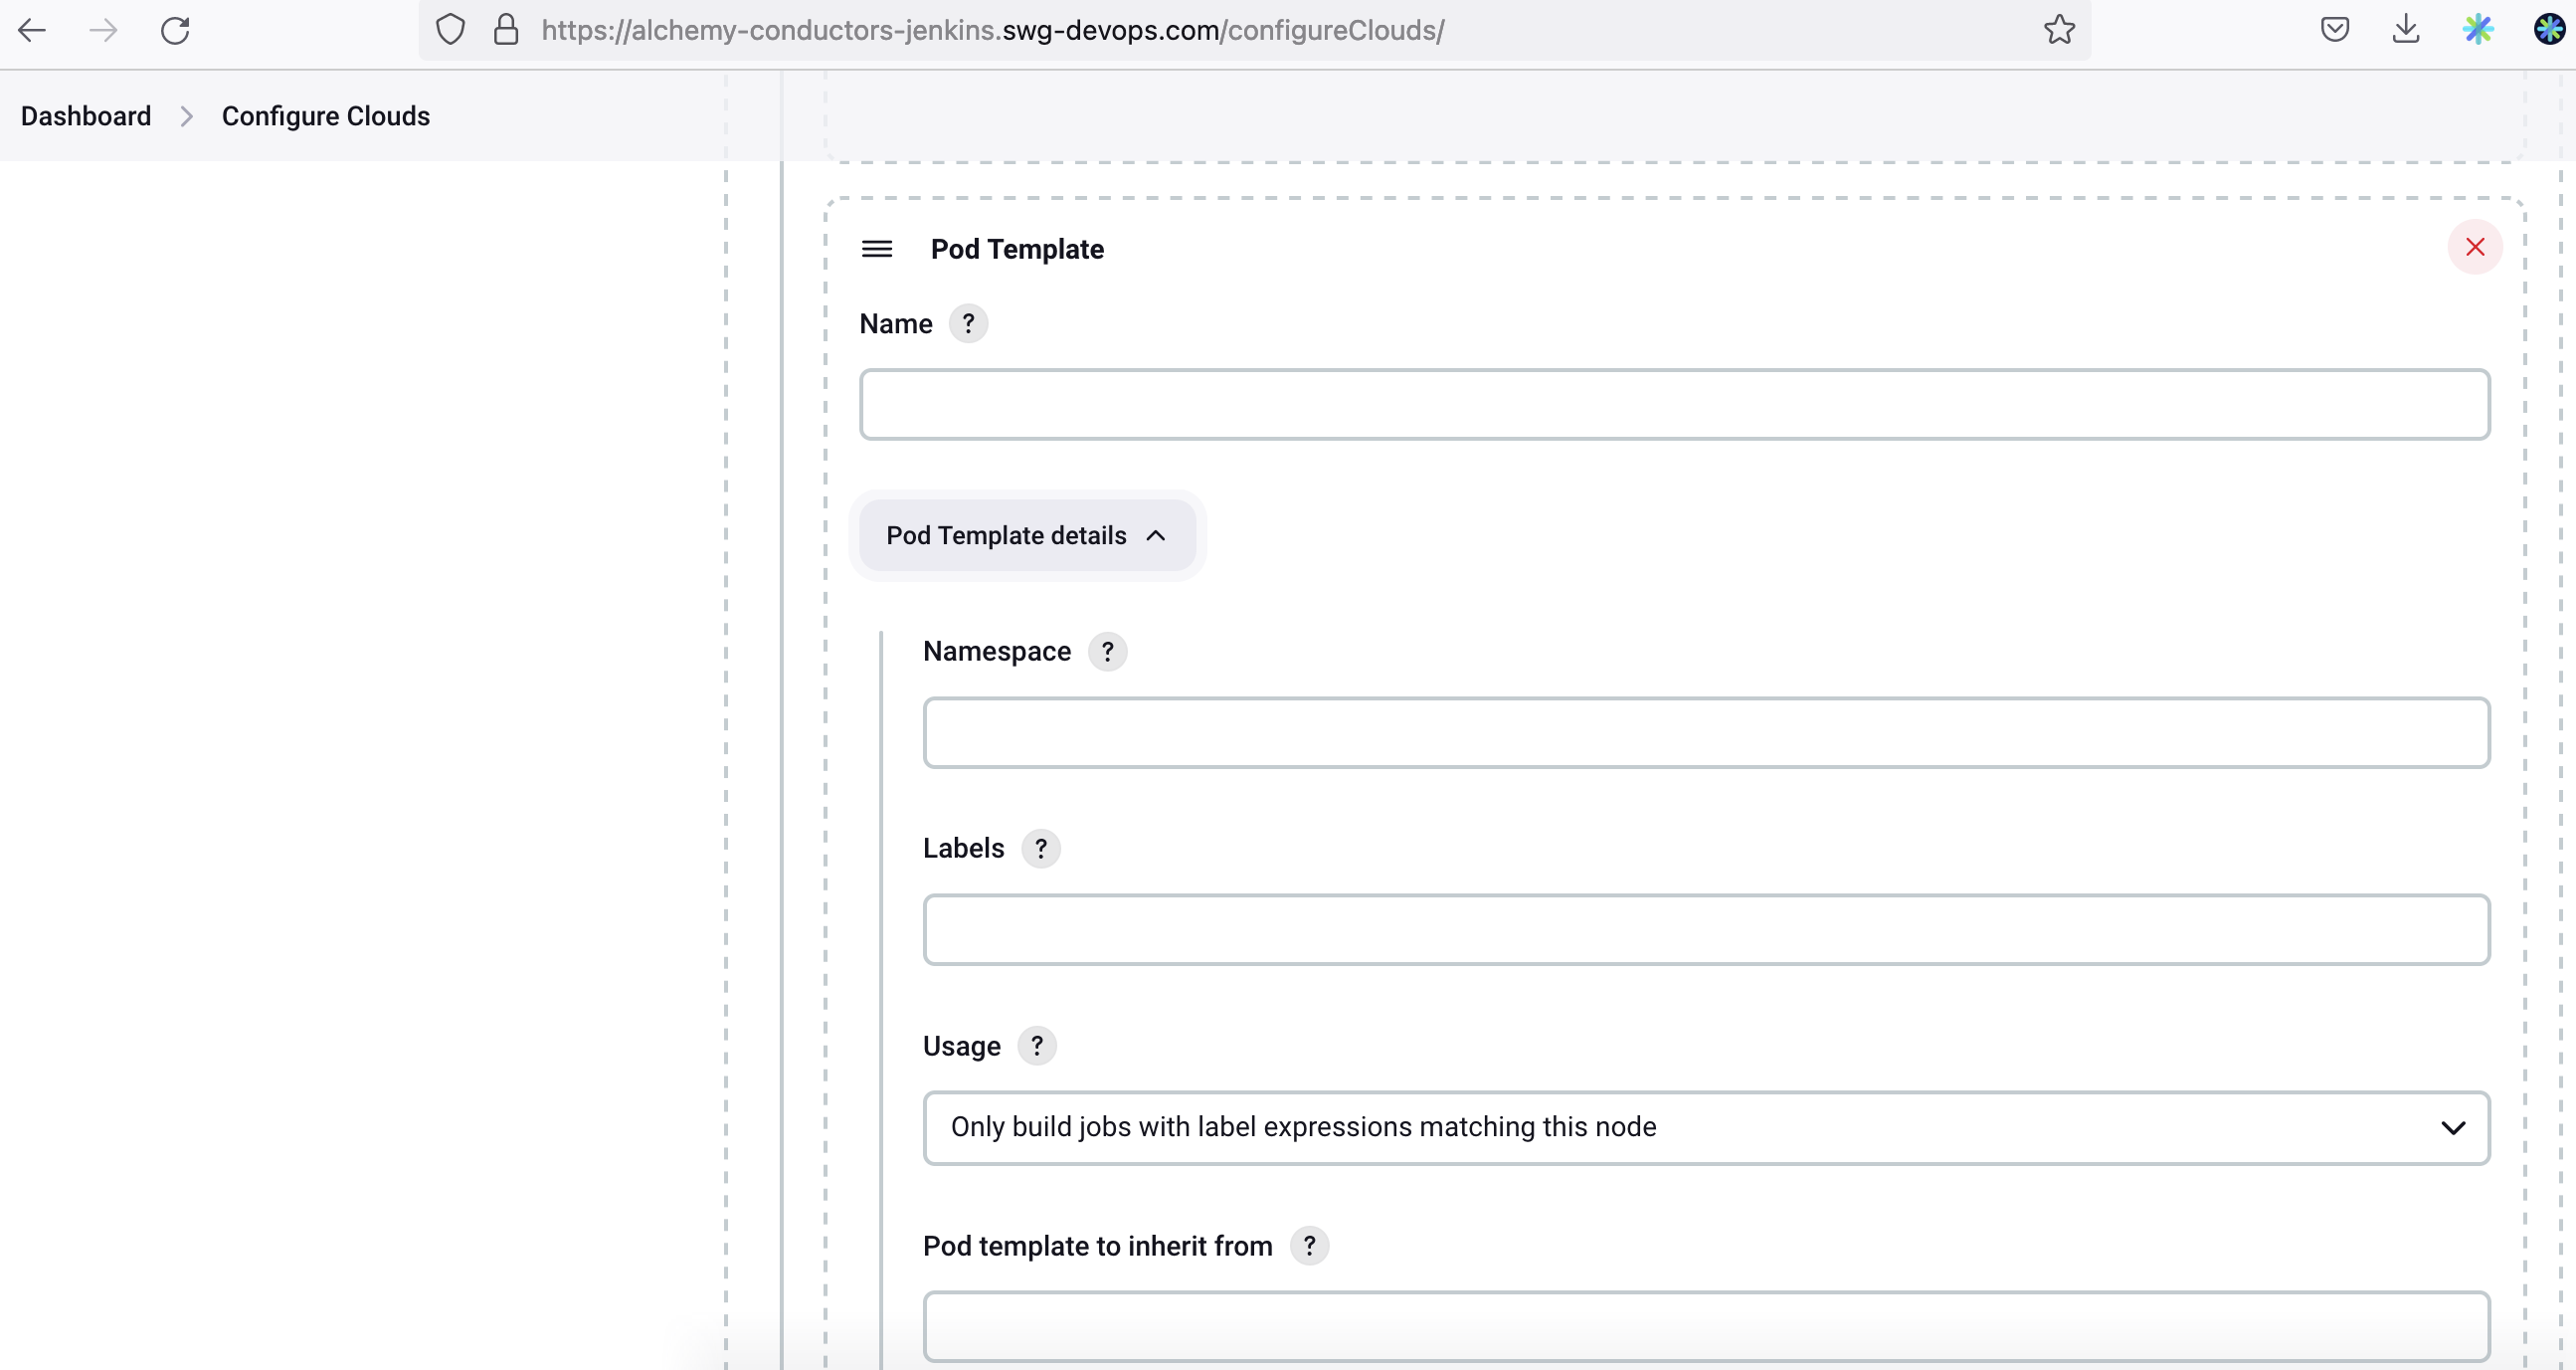 https://alchemy-conductors-jenkins.swg-devops.com/configureClouds/
Dashboard > Configure Clouds
Pod Template
Name ?
Pod Template details
Namespace ?
Labels ?
Usage ?
Only build jobs with label expressions matching this node
Pod template to inherit from ?